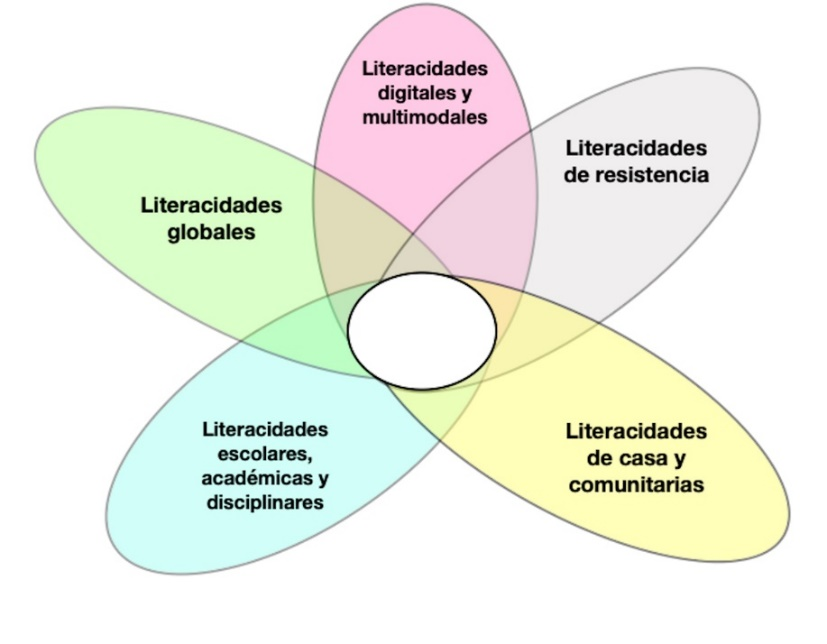 Literacidades
digitales y
multimodales
Literacidades
de resistencia
Literacidades
globales
Literacidades
escolares,
académicas y
disciplinares
Literacidades
de casa y
comunitarias